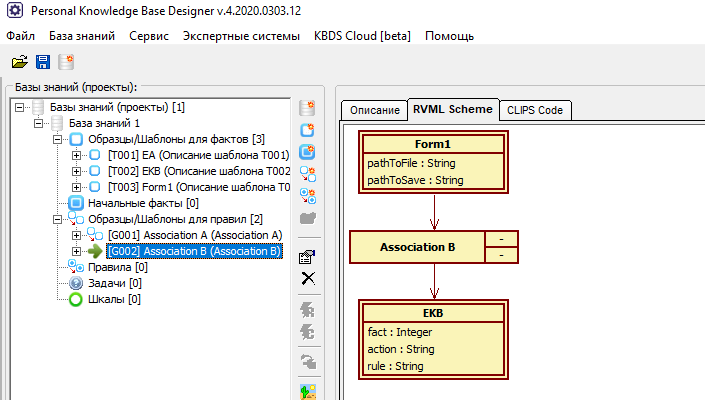 Personal Knowledge Base Designer v.4.2020.0303.12
Файл База знаний Сервис Экспертные системы KBDS Cloud [beta] Помощь
Базы знаний (проекты):
Базы знаний (проекты) [1]
База знаний 1
Образцы/Шаблоны для фактов [3]
[T001] EA (Описание шаблона T001)
[T002] EKB (Описание шаблона T002
[T003] Form1 (Описание шаблона T0
Начальные факты [0]
Образцы/Шаблоны для правил [2]
[G001] Association A (Association A)
[G002] Association B (Association B)
Правила [0]
Задачи [0]
Шкалы [0]
Описание RVML Scheme CLIPS Code
Form1
pathToFile : String
pathToSave : String
Association B
-
-
EKB
fact : Integer
action : String
rule : String